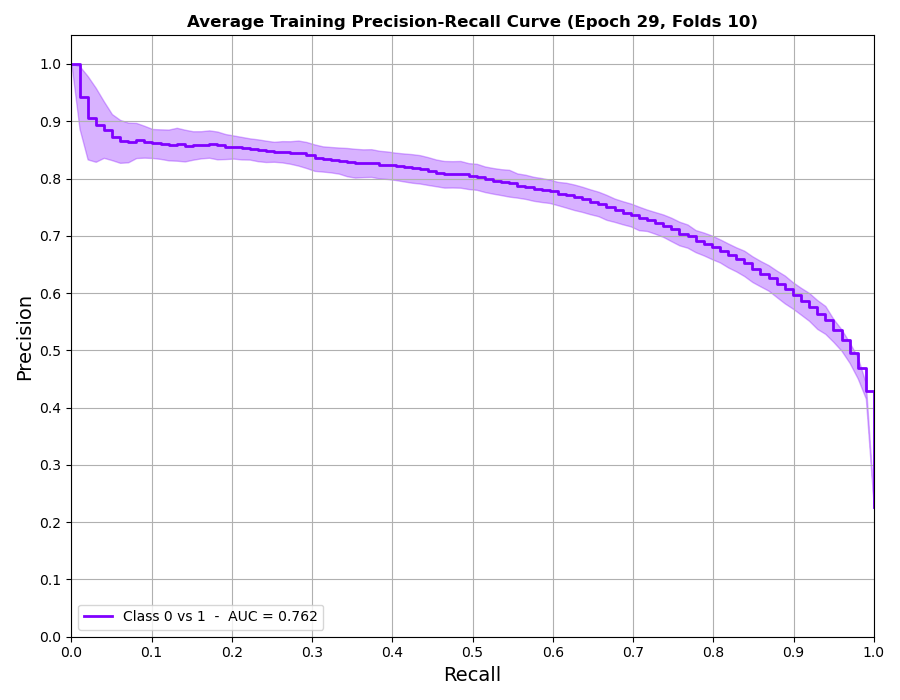 Average Training Precision-Recall Curve (Epoch 29, Folds 10)
Precision
1.0
0.9
0.8
0.7
0.6
0.5
0.4
0.3
0.2
0.1
0.0
Class 0 vs 1 - AUC = 0.762
0.0 0.1 0.2 0.3 0.4 0.5 0.6 0.7 0.8 0.9 1.0
Recall